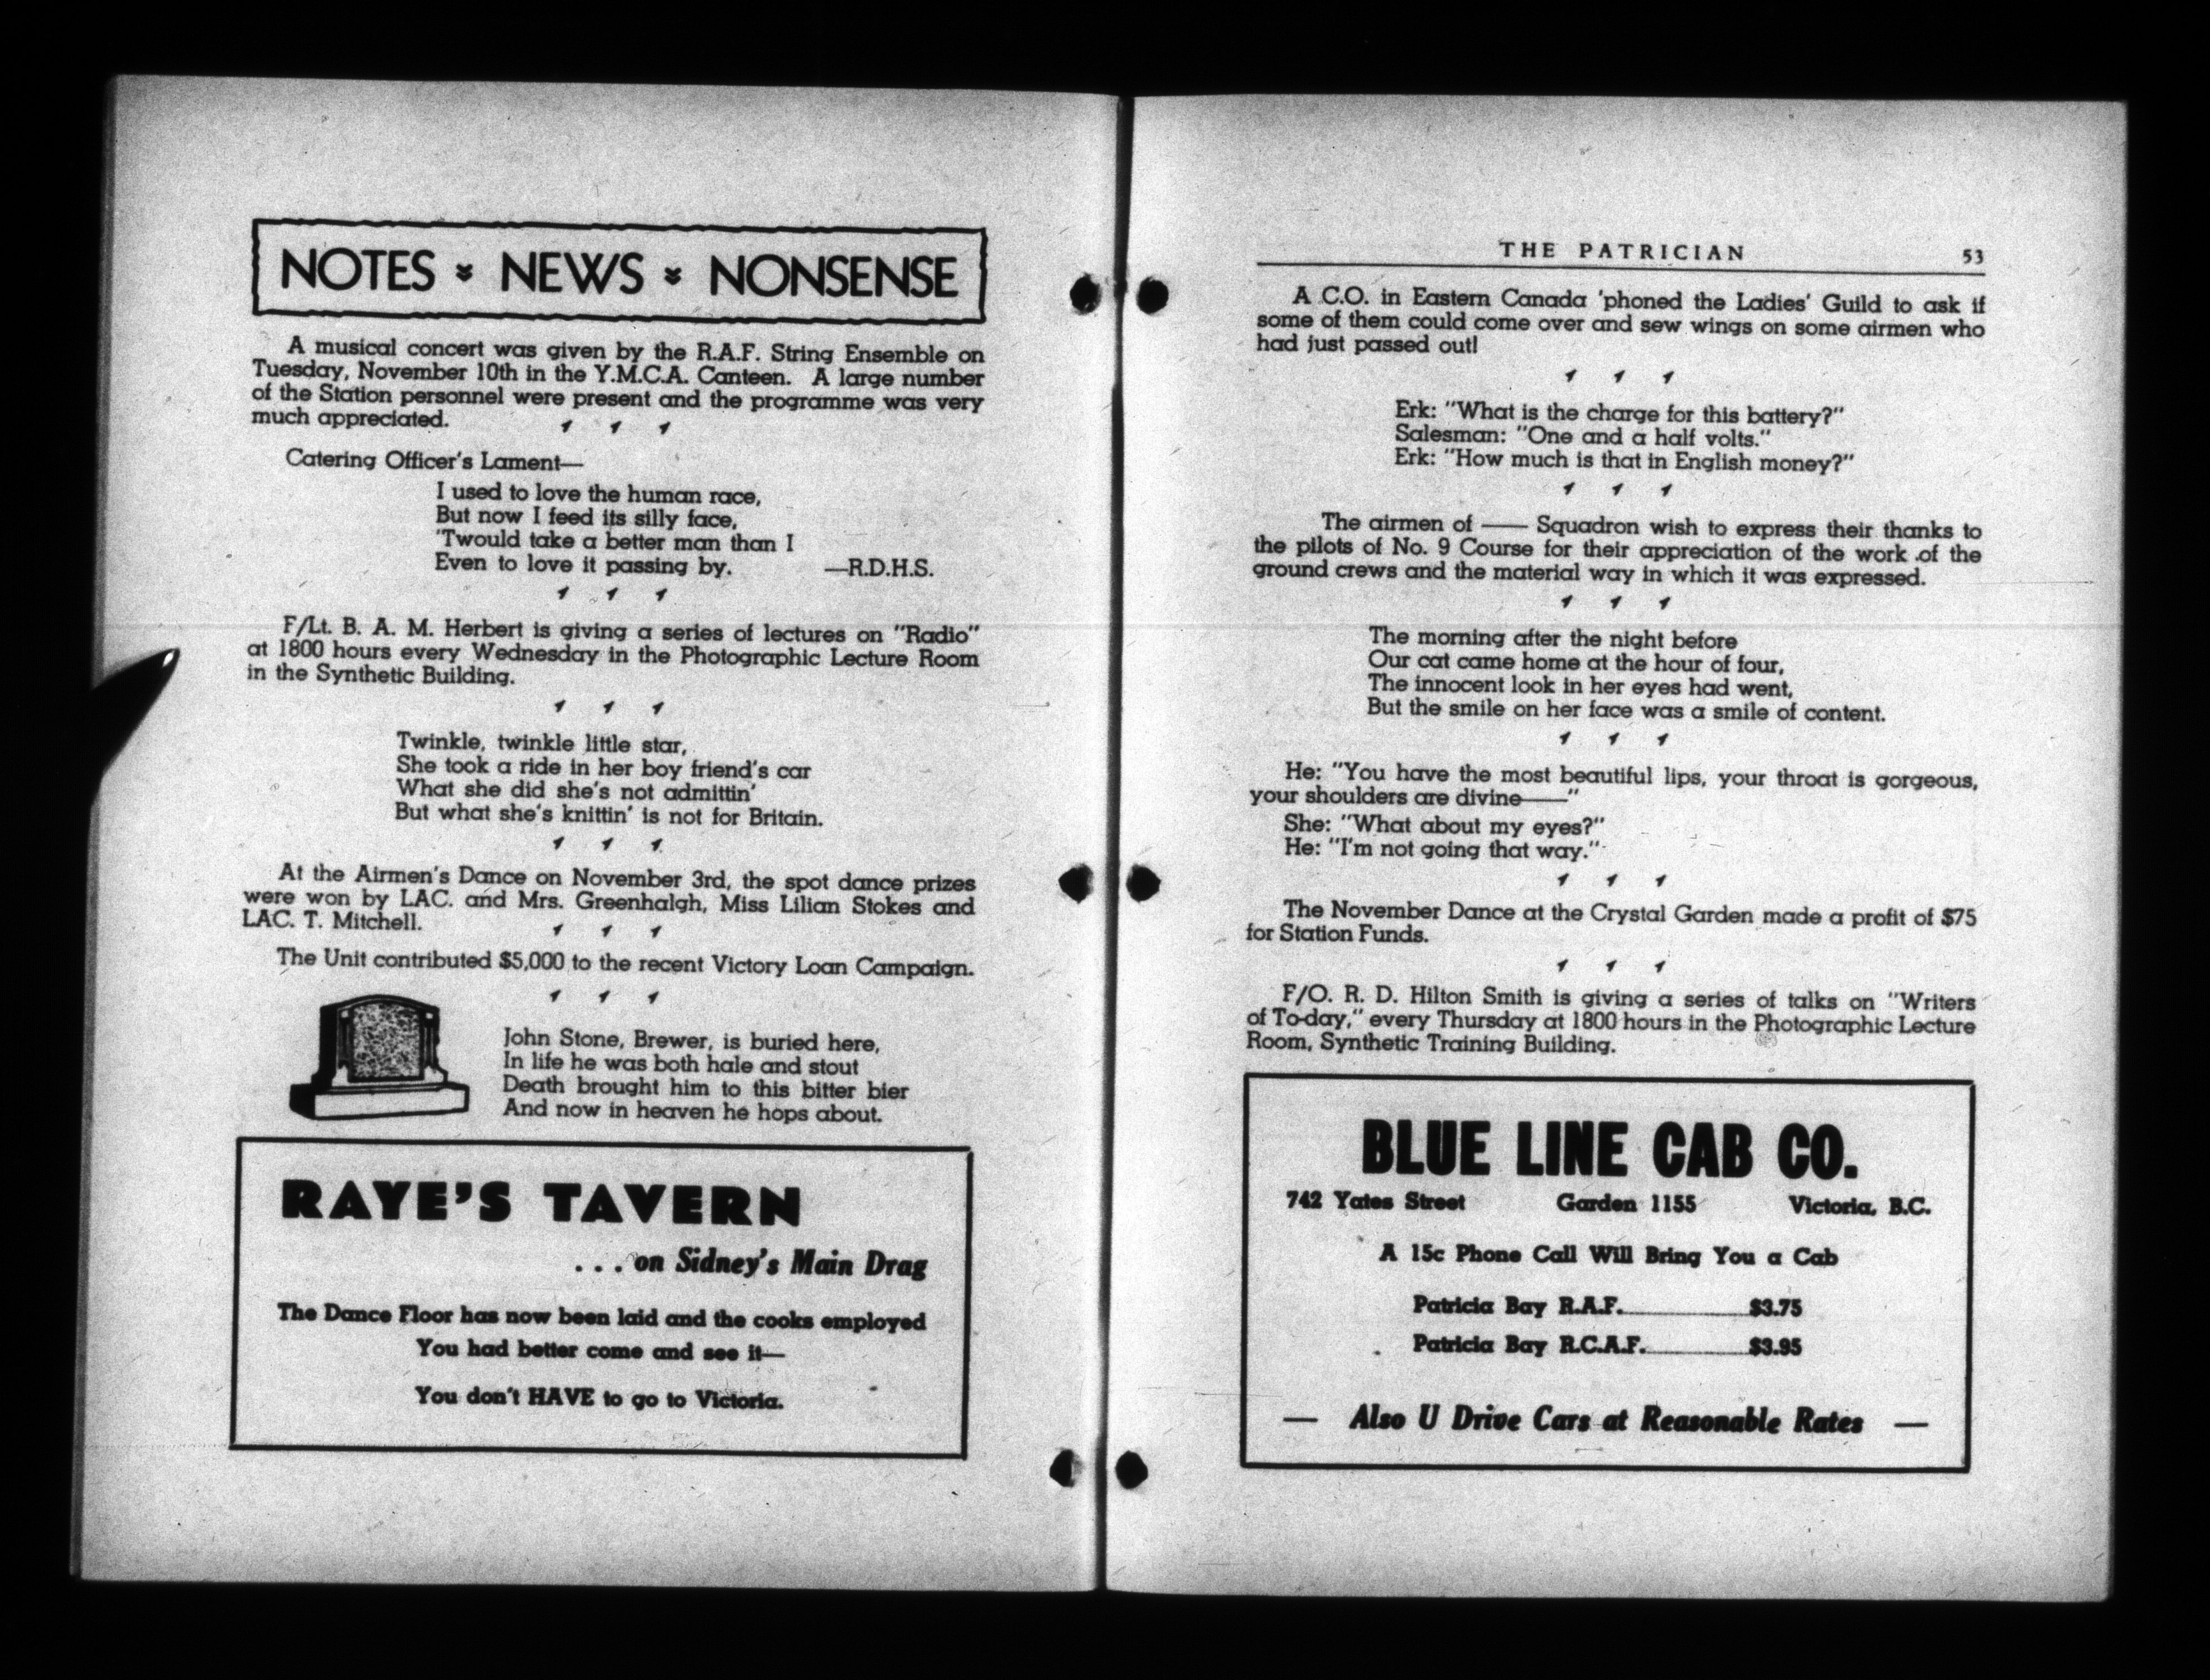 NOTES NEWS NONSENSE
A musical concert was given by the R.A.F. String Ensemble on
Tuesday, November 10th in the Y.M.C.A. Canteen. A large number
of the Station personnel were present and the programme was very
much appreciated.
Catering Officer's Lament—
I used to love the human race,
But now I feed its silly face,
'Twould take a better man than I
Even to love it passing by. —R.D.H.S.
F/Lt. B. A. M. Herbert is giving a series of lectures on "Radio"
at 1800 hours every Wednesday in the Photographic Lecture Room
in the Synthetic Building.
Twinkle, twinkle little star,
She took a ride in her boy friend's car
What she did she's not admittin'
But what she's knittin' is not for Britain.
At the Airmen's Dance on November 3rd, the spot dance prizes
were won by LAC. and Mrs. Greenhalgh, Miss Lilian Stokes and
LAC. T. Mitchell.
The Unit contributed $5,000 to the recent Victory Loan Campaign.
John Stone, Brewer, is buried here,
In life he was both hale and stout
Death brought him to this bitter bier
And now in heaven he hops about.
RAYE'S TAVERN
. . . on Sidney's Main Drag
The Dance Floor has now been laid and the cooks employed
You had better come and see it—
You don't HAVE to go to Victoria.
THE PATRICIAN 53
A C.O. in Eastern Canada 'phoned the Ladies' Guild to ask if
some of them could come over and sew wings on some airmen who
had just passed out!
Erk: "What is the charge for this battery?"
Salesman: "One and a half volts."
Erk: "How much is that in English money?"
The airmen of —— Squadron wish to express their thanks to
the pilots of No. 9 Course for their appreciation of the work of the
ground crews and the material way in which it was expressed.
The morning after the night before
Our cat came home at the hour of four,
The innocent look in her eyes had went,
But the smile on her face was a smile of content.
He: "You have the most beautiful lips, your throat is gorgeous,
your shoulders are divine——"
She: "What about my eyes?"
He: "I'm not going that way."
The November Dance at the Crystal Garden made a profit of $75
for Station Funds.
F/O. R. D. Hilton Smith is giving a series of talks on "Writers
of To-day," every Thursday at 1800 hours in the Photographic Lecture
Room, Synthetic Training Building.
BLUE LINE CAB CO.
742 Yates Street Garden 1155 Victoria, B.C.
A 15c Phone Call Will Bring You a Cab
Patricia Bay R.A.F. $3.75
Patricia Bay R.C.A.F. $3.95
— Also U Drive Cars at Reasonable Rates —